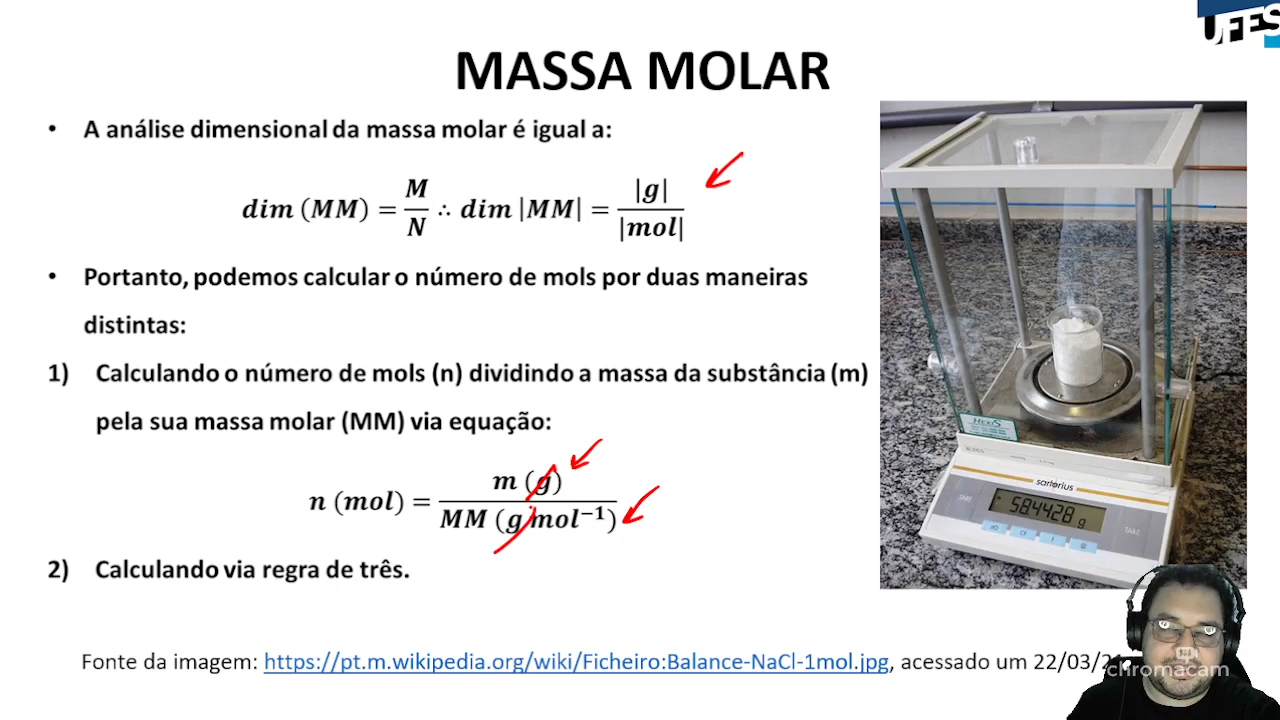 UFES
MASSA MOLAR
• A análise dimensional da massa molar é igual a:
dim (MM) = M/N ∴ dim |MM| = |g|/|mol|
• Portanto, podemos calcular o número de mols por duas maneiras
distintas:
1) Calculando o número de mols (n) dividindo a massa da substância (m)
pela sua massa molar (MM) via equação:
n (mol) = m (g)/MM (g mol⁻¹)
2) Calculando via regra de três.
HEXIS
sartorius
58.4428 g
TARE
Fonte da imagem: https://pt.m.wikipedia.org/wiki/Ficheiro:Balance-NaCl-1mol.jpg, acessado um 22/03/
chromacam